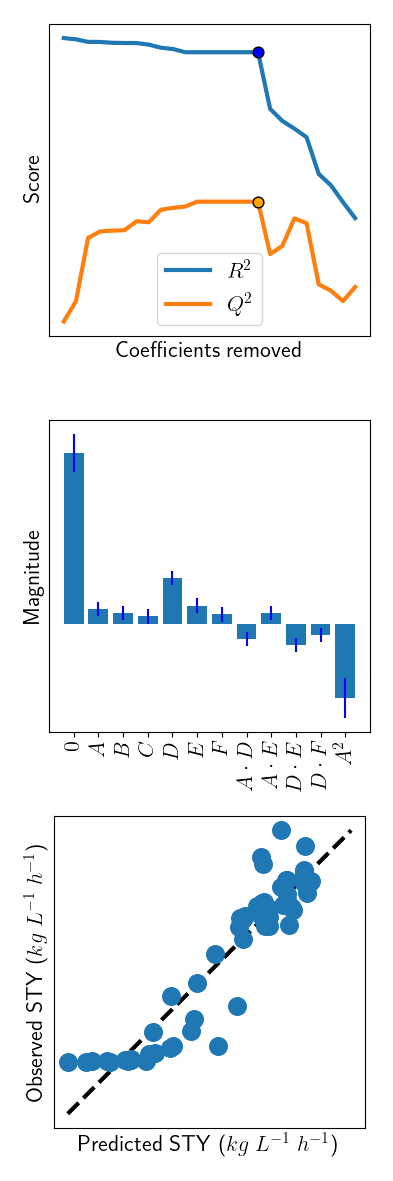 Score
R²
Q²
Coefficients removed
Magnitude
0
A
B
C
D
E
F
A · D
A · E
D · E
D · F
A²
Observed STY (kg L⁻¹ h⁻¹)
Predicted STY (kg L⁻¹ h⁻¹)